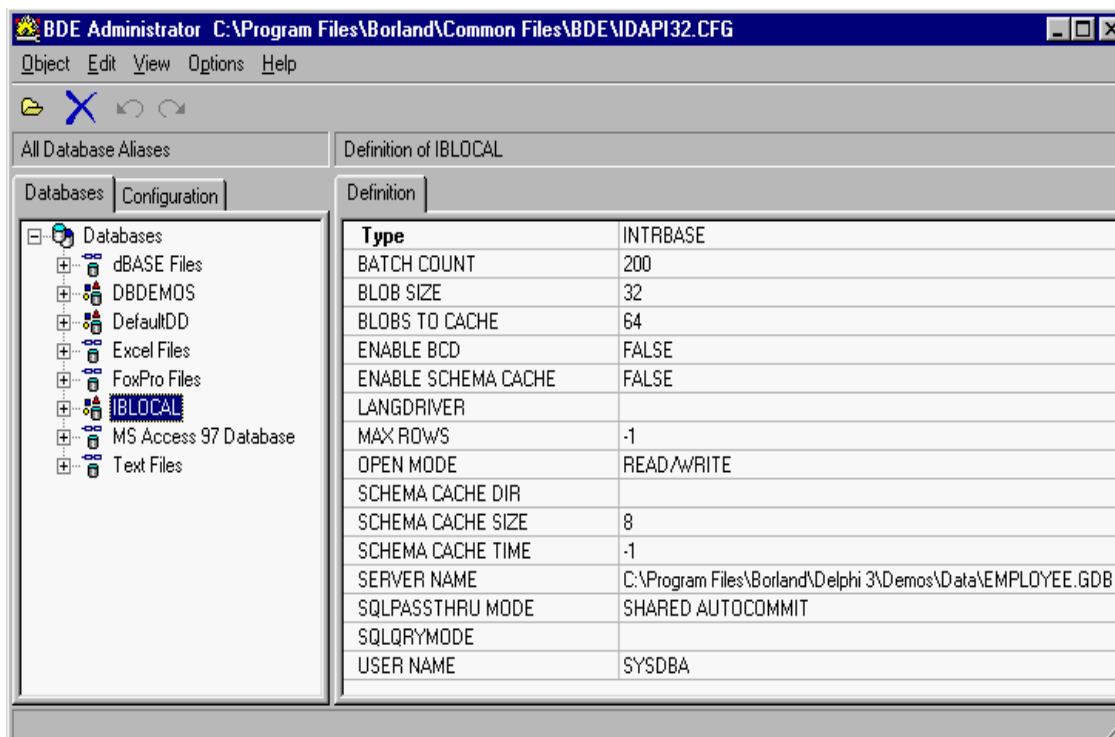 BDE Administrator C:\Program Files\Borland\Common Files\BDE\IDAPI32.CFG
Object Edit View Options Help
All Database Aliases
Definition of IBLOCAL
Databases Configuration
Definition
Databases
dBASE Files
DBDEMOS
DefaultDD
Excel Files
FoxPro Files
IBLOCAL
MS Access 97 Database
Text Files
Type INTRBASE
BATCH COUNT 200
BLOB SIZE 32
BLOBS TO CACHE 64
ENABLE BCD FALSE
ENABLE SCHEMA CACHE FALSE
LANGDRIVER
MAX ROWS -1
OPEN MODE READ/WRITE
SCHEMA CACHE DIR
SCHEMA CACHE SIZE 8
SCHEMA CACHE TIME -1
SERVER NAME C:\Program Files\Borland\Delphi 3\Demos\Data\EMPLOYEE.GDB
SQLPASSTHRU MODE SHARED AUTOCOMMIT
SQLQRYMODE
USER NAME SYSDBA